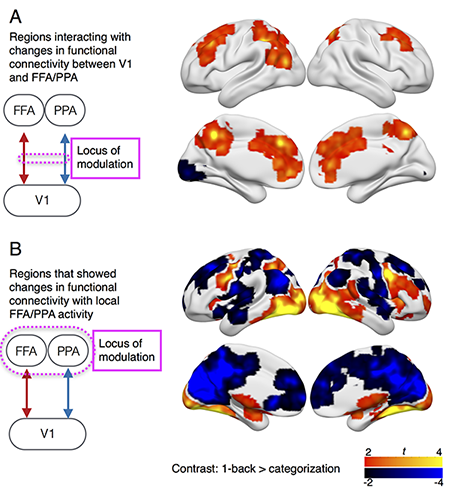 A
Regions interacting with
changes in functional
connectivity between V1
and FFA/PPA
FFA PPA
Locus of
modulation
V1
B
Regions that showed
changes in functional
connectivity with local
FFA/PPA activity
FFA PPA
Locus of
modulation
V1
Contrast: 1-back > categorization
2 t 4
-2 -4